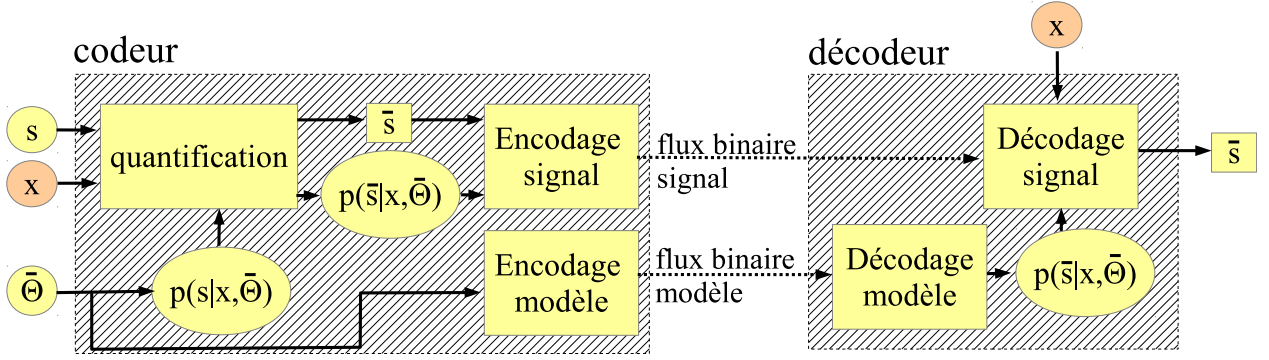 codeur
s
x
quantification
s̄
p(s̄|x,Θ̄)
Encodage
signal
Θ̄
p(s|x,Θ̄)
Encodage
modèle
flux binaire
signal
flux binaire
modèle
décodeur
x
Décodage
signal
s̄
Décodage
modèle
p(s̄|x,Θ̄)